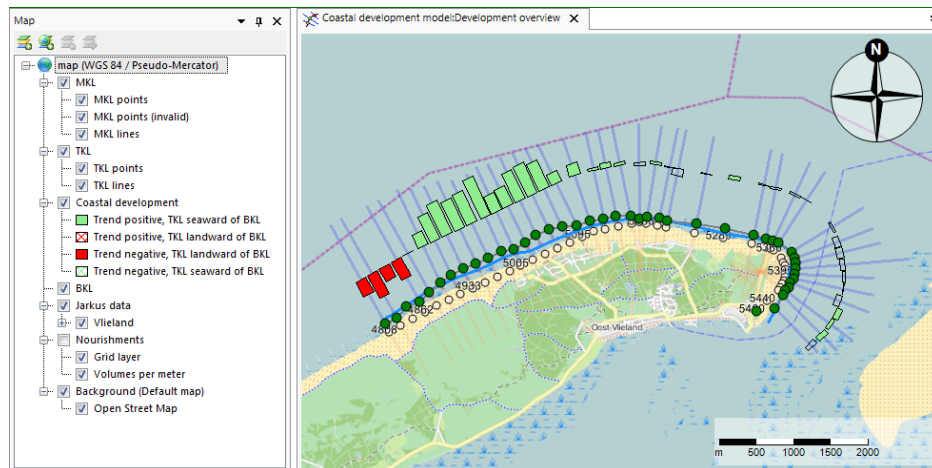 Map
map (WGS 84 / Pseudo-Mercator)
MKL
MKL points
MKL points (invalid)
MKL lines
TKL
TKL points
TKL lines
Coastal development
Trend positive, TKL seaward of BKL
Trend positive, TKL landward of BKL
Trend negative, TKL landward of BKL
Trend negative, TKL seaward of BKL
BKL
Jarkus data
Vlieland
Nourishments
Grid layer
Volumes per meter
Background (Default map)
Open Street Map
Coastal development model:Development overview
N
5006
4933
4862
4808
5440
Oost-Vlieland
m 500 1000 1500 2000